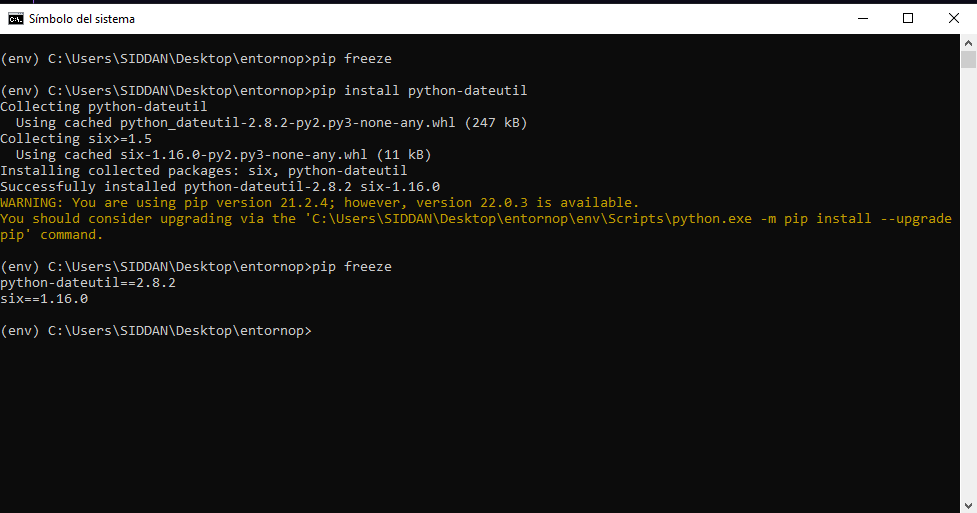 Símbolo del sistema
(env) C:\Users\SIDDAN\Desktop\entornop>pip freeze
(env) C:\Users\SIDDAN\Desktop\entornop>pip install python-dateutil
Collecting python-dateutil
  Using cached python_dateutil-2.8.2-py2.py3-none-any.whl (247 kB)
Collecting six>=1.5
  Using cached six-1.16.0-py2.py3-none-any.whl (11 kB)
Installing collected packages: six, python-dateutil
Successfully installed python-dateutil-2.8.2 six-1.16.0
WARNING: You are using pip version 21.2.4; however, version 22.0.3 is available.
You should consider upgrading via the 'C:\Users\SIDDAN\Desktop\entornop\env\Scripts\python.exe -m pip install --upgrade
pip' command.
(env) C:\Users\SIDDAN\Desktop\entornop>pip freeze
python-dateutil==2.8.2
six==1.16.0
(env) C:\Users\SIDDAN\Desktop\entornop>